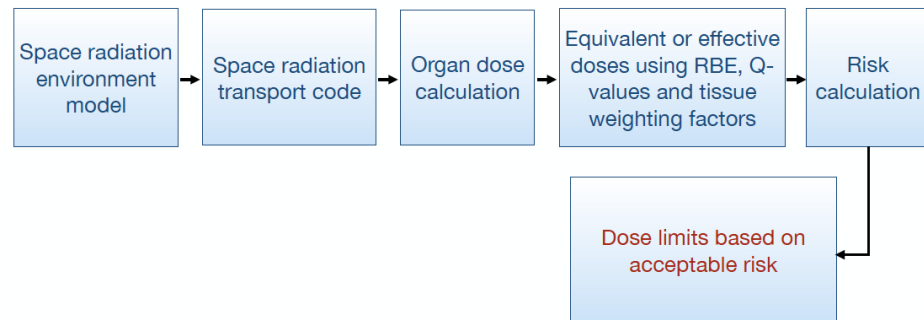 Space radiation
environment
model
Space radiation
transport code
Organ dose
calculation
Equivalent or effective
doses using RBE, Q-
values and tissue
weighting factors
Risk
calculation
Dose limits based on
acceptable risk